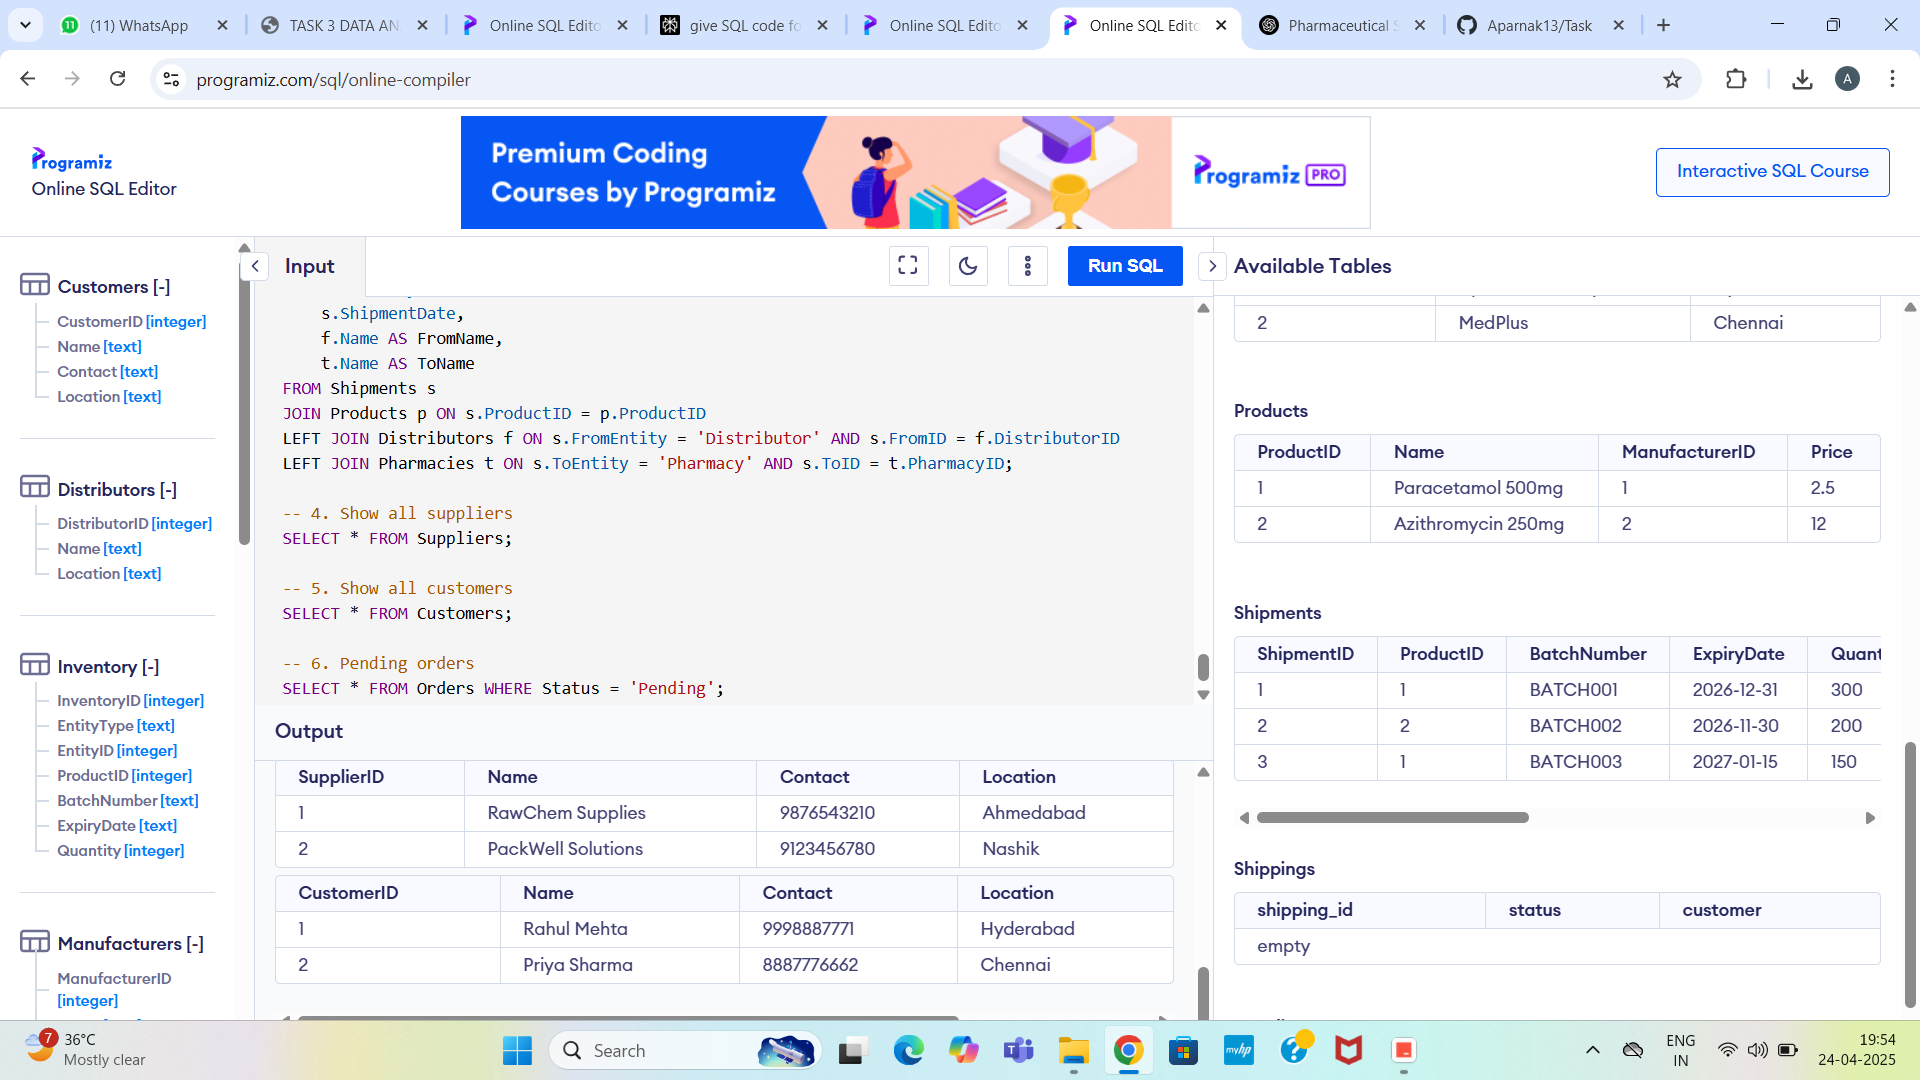 (11) WhatsApp
TASK 3 DATA AN
Online SQL Edito
give SQL code fo
Online SQL Edito
Online SQL Edito
Pharmaceutical S
Aparnak13/Task
programiz.com/sql/online-compiler
A
Programiz
Online SQL Editor
Premium Coding
Courses by Programiz
Programiz PRO
Interactive SQL Course
Customers [-]
CustomerID [integer]
Name [text]
Contact [text]
Location [text]
Distributors [-]
DistributorID [integer]
Name [text]
Location [text]
Inventory [-]
InventoryID [integer]
EntityType [text]
EntityID [integer]
ProductID [integer]
BatchNumber [text]
ExpiryDate [text]
Quantity [integer]
Manufacturers [-]
ManufacturerID
[integer]
Input
Run SQL
s.ShipmentDate,
f.Name AS FromName,
t.Name AS ToName
FROM Shipments s
JOIN Products p ON s.ProductID = p.ProductID
LEFT JOIN Distributors f ON s.FromEntity = 'Distributor' AND s.FromID = f.DistributorID
LEFT JOIN Pharmacies t ON s.ToEntity = 'Pharmacy' AND s.ToID = t.PharmacyID;
-- 4. Show all suppliers
SELECT * FROM Suppliers;
-- 5. Show all customers
SELECT * FROM Customers;
-- 6. Pending orders
SELECT * FROM Orders WHERE Status = 'Pending';
Output
SupplierID Name Contact Location
1 RawChem Supplies 9876543210 Ahmedabad
2 PackWell Solutions 9123456780 Nashik
CustomerID Name Contact Location
1 Rahul Mehta 9998887771 Hyderabad
2 Priya Sharma 8887776662 Chennai
Available Tables
2 MedPlus Chennai
Products
ProductID Name ManufacturerID Price
1 Paracetamol 500mg 1 2.5
2 Azithromycin 250mg 2 12
Shipments
ShipmentID ProductID BatchNumber ExpiryDate Quant
1 1 BATCH001 2026-12-31 300
2 2 BATCH002 2026-11-30 200
3 1 BATCH003 2027-01-15 150
Shippings
shipping_id status customer
empty
7
36°C
Mostly clear
Search
myhp
ENG
IN
19:54
24-04-2025